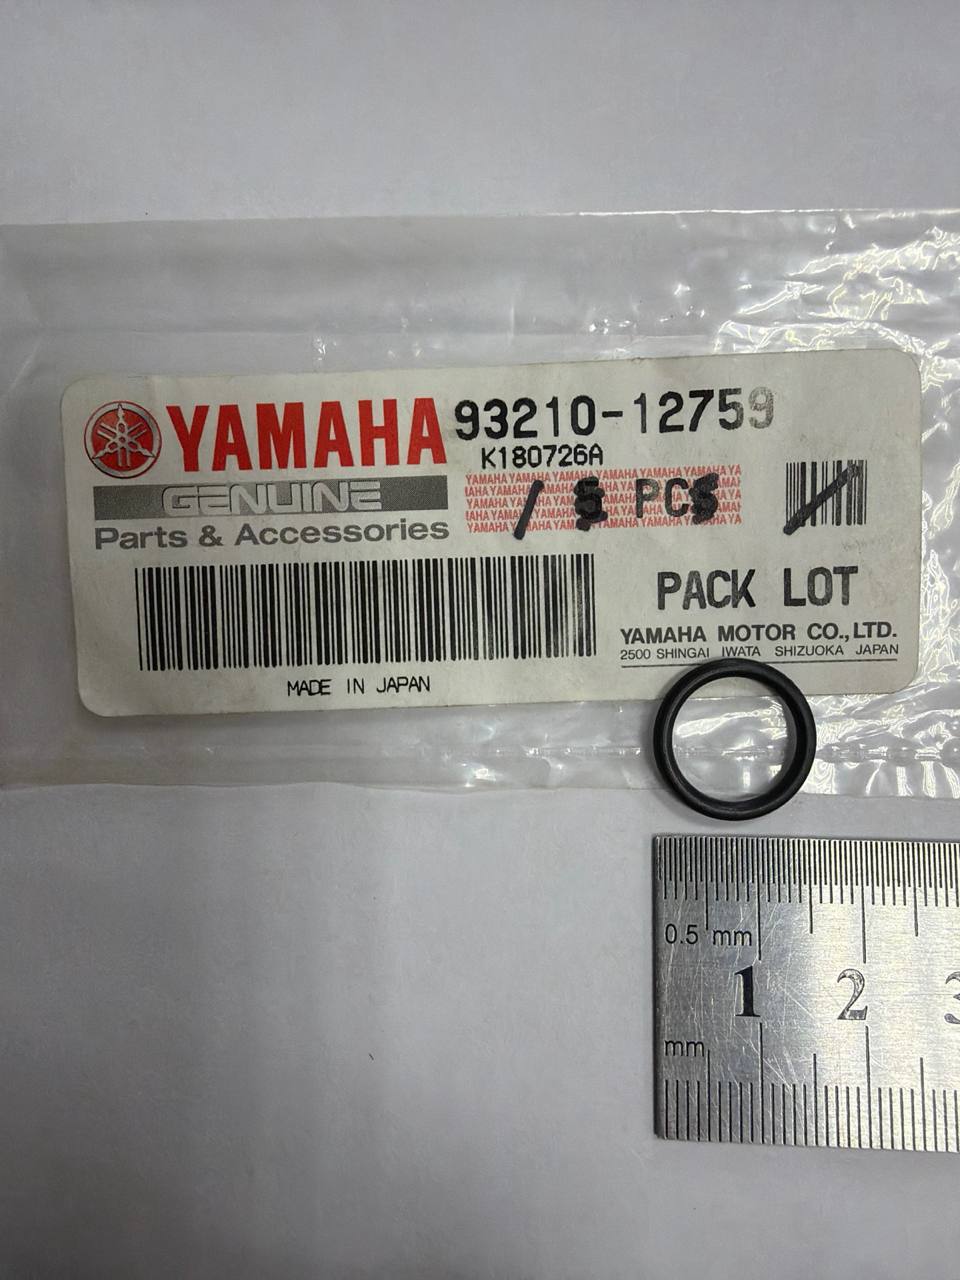 YAMAHA 93210-12759
K180726A
GENUINE
/ 5 PCS
Parts & Accessories
PACK LOT
YAMAHA MOTOR CO.,LTD.
2500 SHINGAI IWATA SHIZUOKA JAPAN
MADE IN JAPAN
0.5 mm
1 2 3
mm